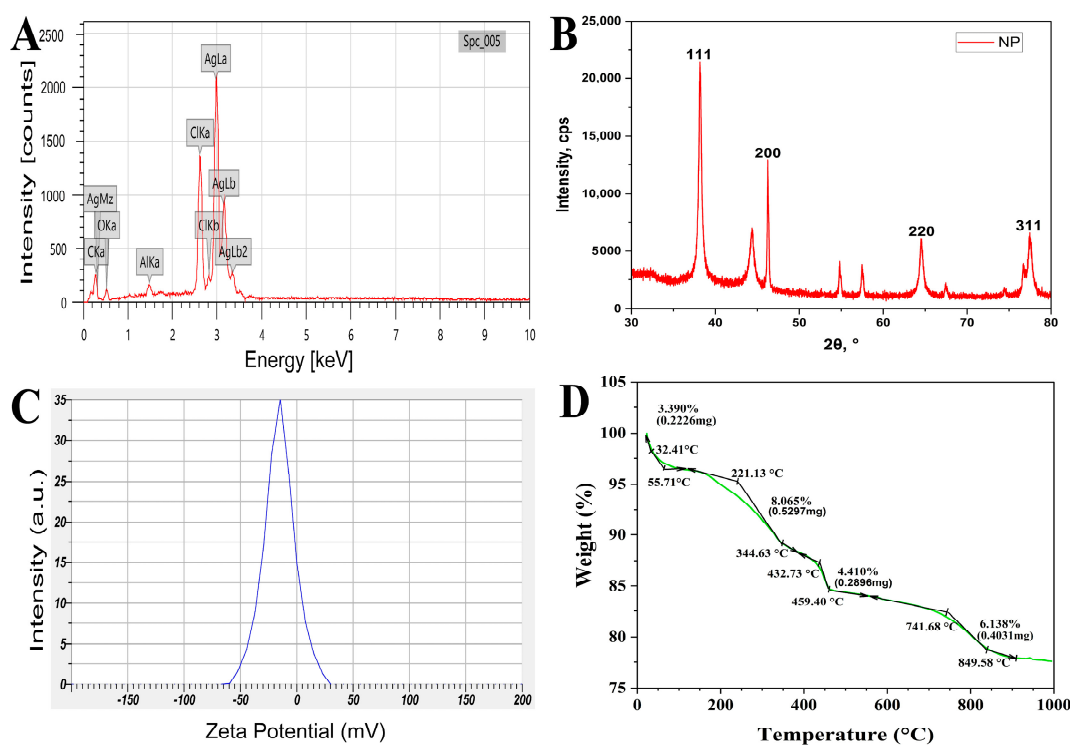 A
Spc_005
2500
2000
1500
1000
500
0
AgLa
ClKa
AgLb
AgMz
OKa
ClKb
CKa
AlKa
AgLb2
0 1 2 3 4 5 6 7 8 9 10
Intensity [counts]
Energy [keV]
B
NP
25,000
20,000
15,000
10,000
5000
0
111
200
220
311
30 40 50 60 70 80
Intensity, cps
2θ, °
C
35
30
25
20
15
10
5
0
-150 -100 -50 0 50 100 150 200
Intensity (a.u.)
Zeta Potential (mV)
D
105
100
95
90
85
80
75
3.390%
(0.2226mg)
32.41°C
55.71°C
221.13 °C
8.065%
(0.5297mg)
344.63 °C
432.73 °C
4.410%
(0.2896mg)
459.40 °C
741.68 °C
6.138%
(0.4031mg)
849.58 °C
0 200 400 600 800 1000
Weight (%)
Temperature (°C)